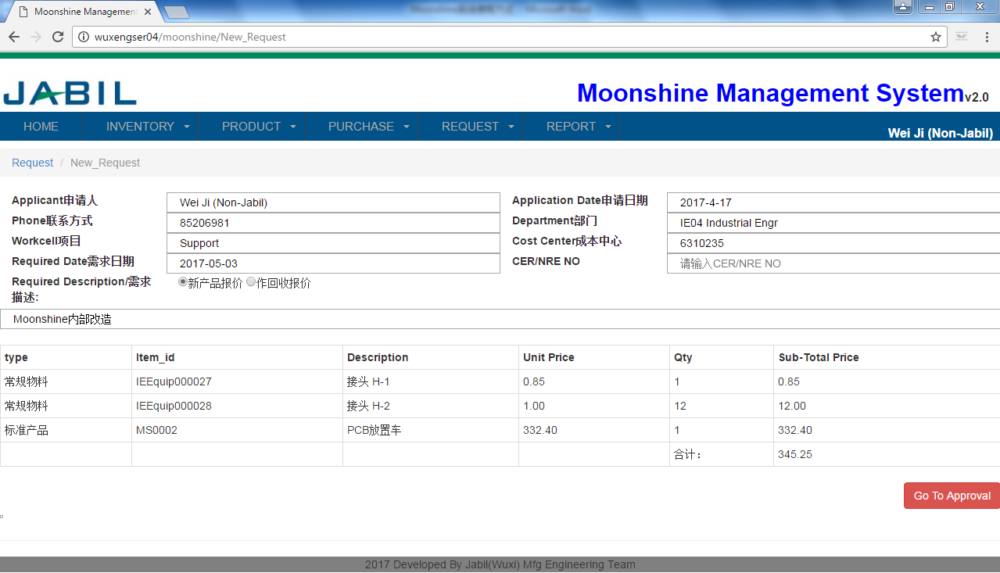 Moonshine Management
wuxengser04/moonshine/New_Request
JABIL
Moonshine Management System v2.0
HOME INVENTORY PRODUCT PURCHASE REQUEST REPORT
Wei Ji (Non-Jabil)
Request / New_Request
Applicant申请人 Wei Ji (Non-Jabil) Application Date申请日期 2017-4-17
Phone联系方式 85206981 Department部门 IE04 Industrial Engr
Workcell项目 Support Cost Center成本中心 6310235
Required Date需求日期 2017-05-03 CER/NRE NO 请输入CER/NRE NO
Required Description/需求 新产品报价 作回收报价
描述:
Moonshine内部改造
type Item_id Description Unit Price Qty Sub-Total Price
常规物料 IEEquip000027 接头 H-1 0.85 1 0.85
常规物料 IEEquip000028 接头 H-2 1.00 12 12.00
标准产品 MS0002 PCB放置车 332.40 1 332.40
合计： 345.25
Go To Approval
2017 Developed By Jabil(Wuxi) Mfg Engineering Team